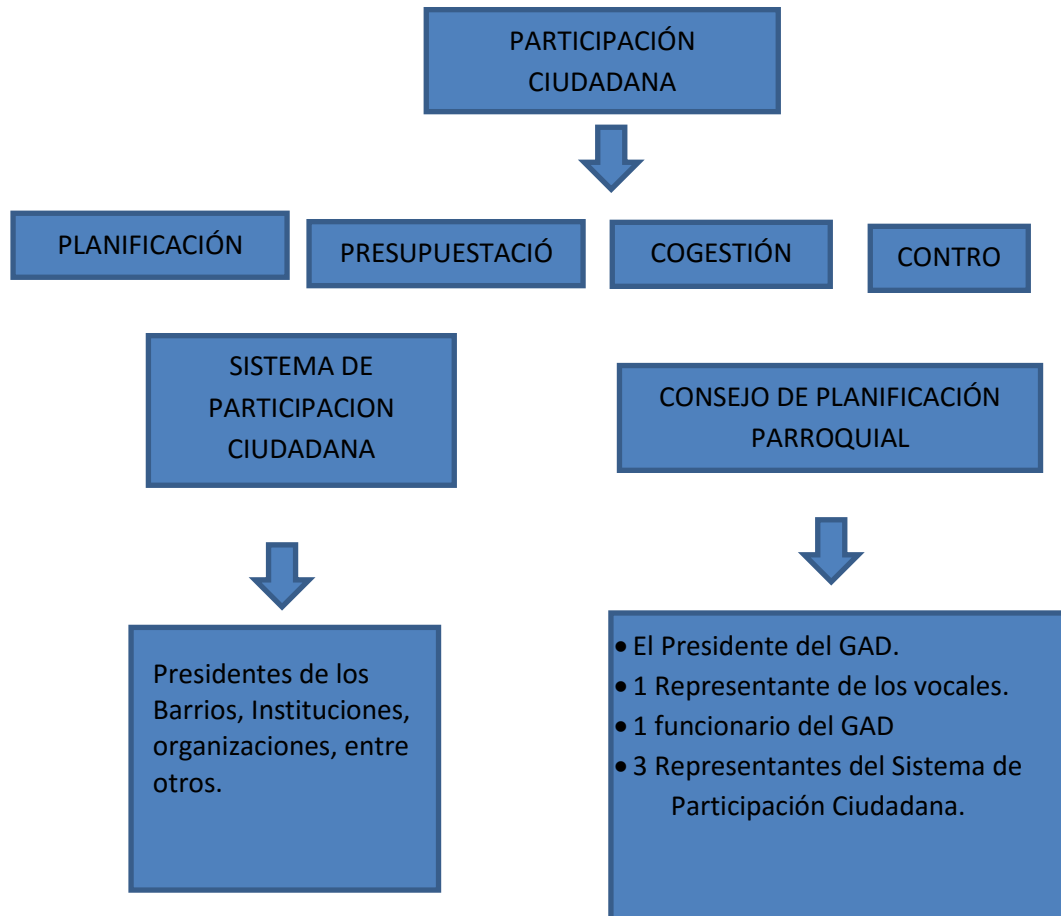 PARTICIPACIÓN
CIUDADANA
PLANIFICACIÓN
PRESUPUESTACIÓ
COGESTIÓN
CONTRO
SISTEMA DE
PARTICIPACION
CIUDADANA
CONSEJO DE PLANIFICACIÓN
PARROQUIAL
Presidentes de los
Barrios, Instituciones,
organizaciones, entre
otros.
• El Presidente del GAD.
• 1 Representante de los vocales.
• 1 funcionario del GAD
• 3 Representantes del Sistema de
Participación Ciudadana.